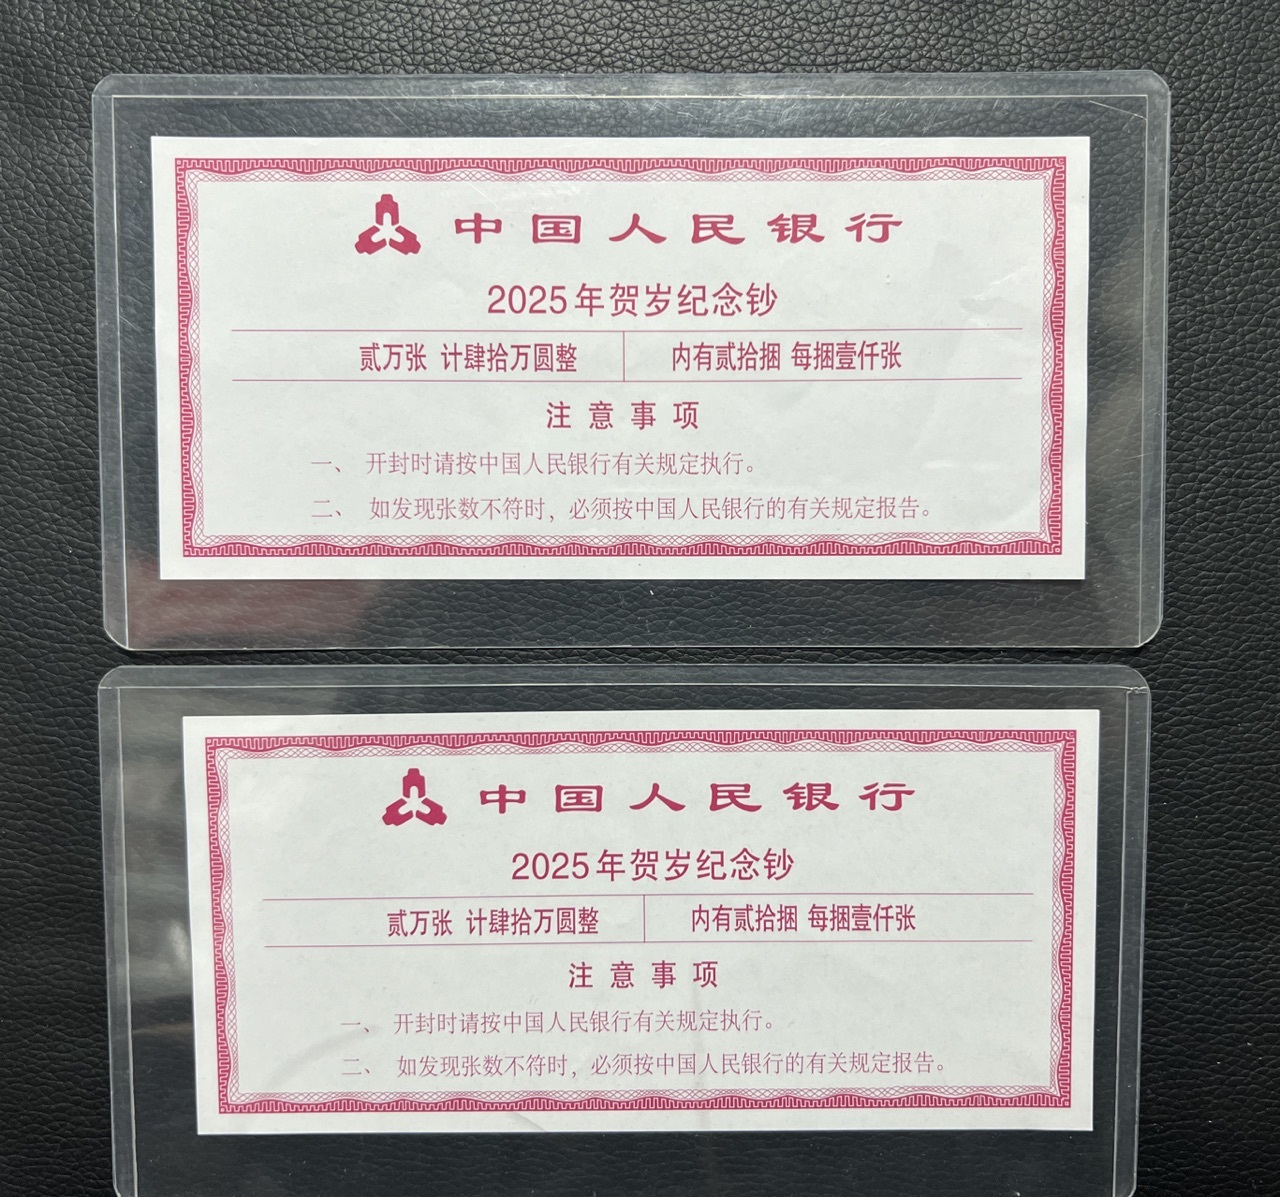 中国人民银行
2025年贺岁纪念钞
贰万张 计肆拾万圆整 内有贰拾捆 每捆壹仟张
注意事项
一、 开封时请按中国人民银行有关规定执行。
二、 如发现张数不符时，必须按中国人民银行的有关规定报告。
中国人民银行
2025年贺岁纪念钞
贰万张 计肆拾万圆整 内有贰拾捆 每捆壹仟张
注意事项
一、 开封时请按中国人民银行有关规定执行。
二、 如发现张数不符时，必须按中国人民银行的有关规定报告。